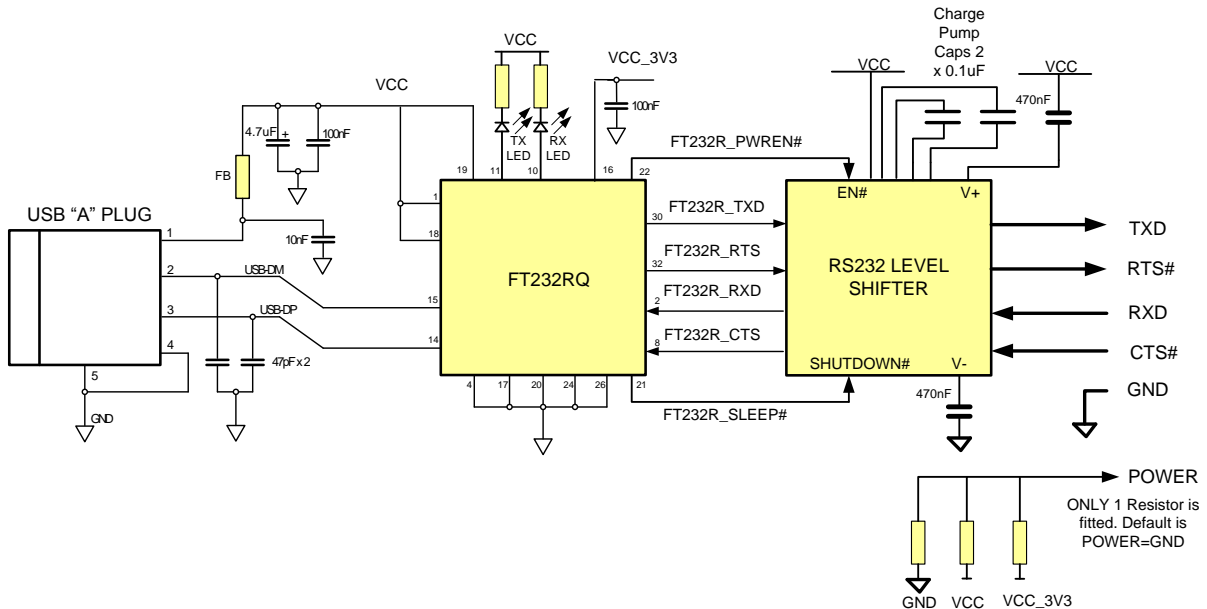 Charge
Pump
Caps 2
x 0.1uF
VCC
VCC_3V3
VCC
VCC
VCC
470nF
100nF
4.7uF
+
100nF
TX
LED
RX
LED
FT232R_PWREN#
FB
19
11
10
16
22
EN#
V+
USB “A” PLUG
1
1
18
10nF
FT232R_TXD
30
TXD
FT232R_RTS
32
RTS#
2
USB-DM
15
FT232RQ
RS232 LEVEL
SHIFTER
FT232R_RXD
2
RXD
3
USB-DP
14
FT232R_CTS
8
CTS#
4
47pF x 2
5
GND
4
17
20
24
26
21
SHUTDOWN#
V-
FT232R_SLEEP#
470nF
GND
POWER
ONLY 1 Resistor is
fitted. Default is
POWER=GND
GND
VCC
VCC_3V3